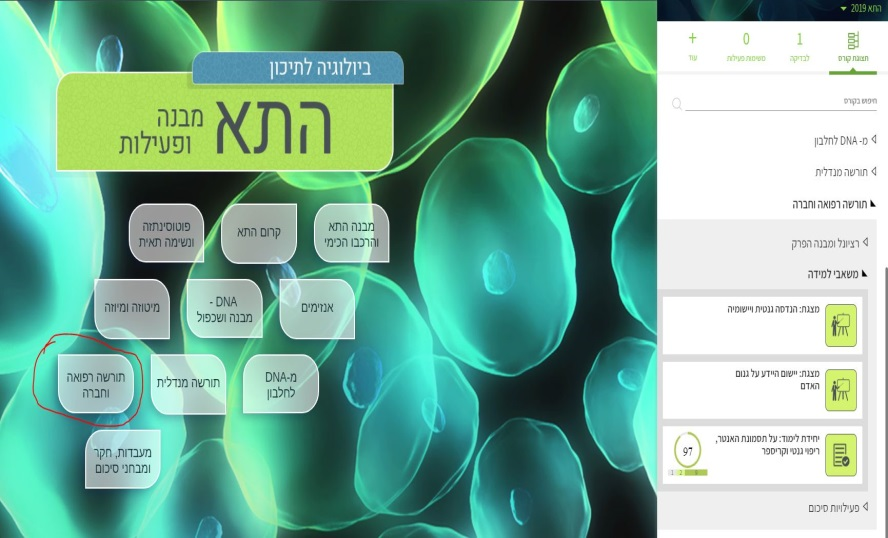 ביולוגיה לתיכון
התא
מבנה
ופעילות
מבנה התא
והרכבו הכימי
קרום התא
פוטוסינתזה
ונשימה תאית
אנזימים
DNA -
מבנה ושכפול
מיטוזה ומיוזה
מ-DNA
לחלבון
תורשה מנדלית
תורשה רפואה
וחברה
מעבדות, חקר
ומבחני סיכום
התא 2019
תצוגת קורס
1
לבדיקה
0
משימות פעילות
+
עוד
חיפוש בקורס
מ- DNA לחלבון
תורשה מנדלית
תורשה רפואה וחברה
רציונל ומבנה הפרק
משאבי למידה
מצגת: הנדסה גנטית ויישומיה
מצגת: יישום היידע על גנום
האדם
יחידת לימוד: על תסמונת האנטר,
ריפוי גנטי וקריספר
97
פעילויות סיכום